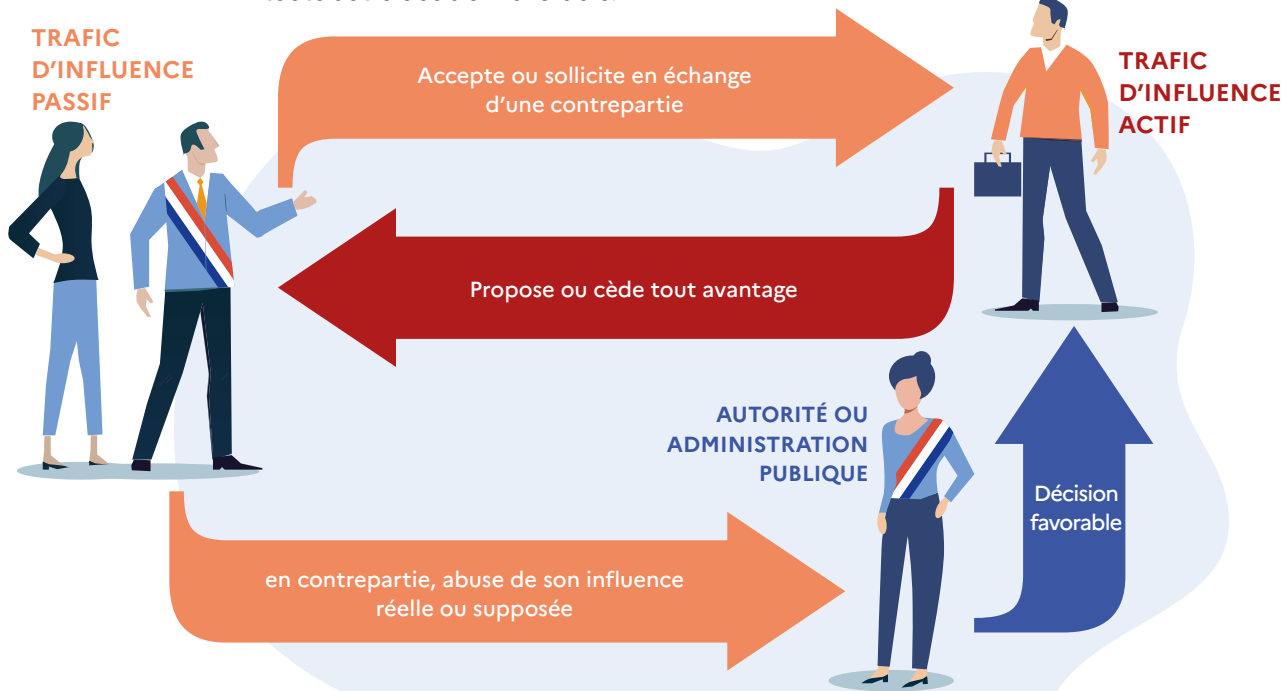 TRAFIC
D'INFLUENCE
PASSIF
Accepte ou sollicite en échange
d'une contrepartie
TRAFIC
D'INFLUENCE
ACTIF
Propose ou cède tout avantage
AUTORITÉ OU
ADMINISTRATION
PUBLIQUE
Décision
favorable
en contrepartie, abuse de son influence
réelle ou supposée